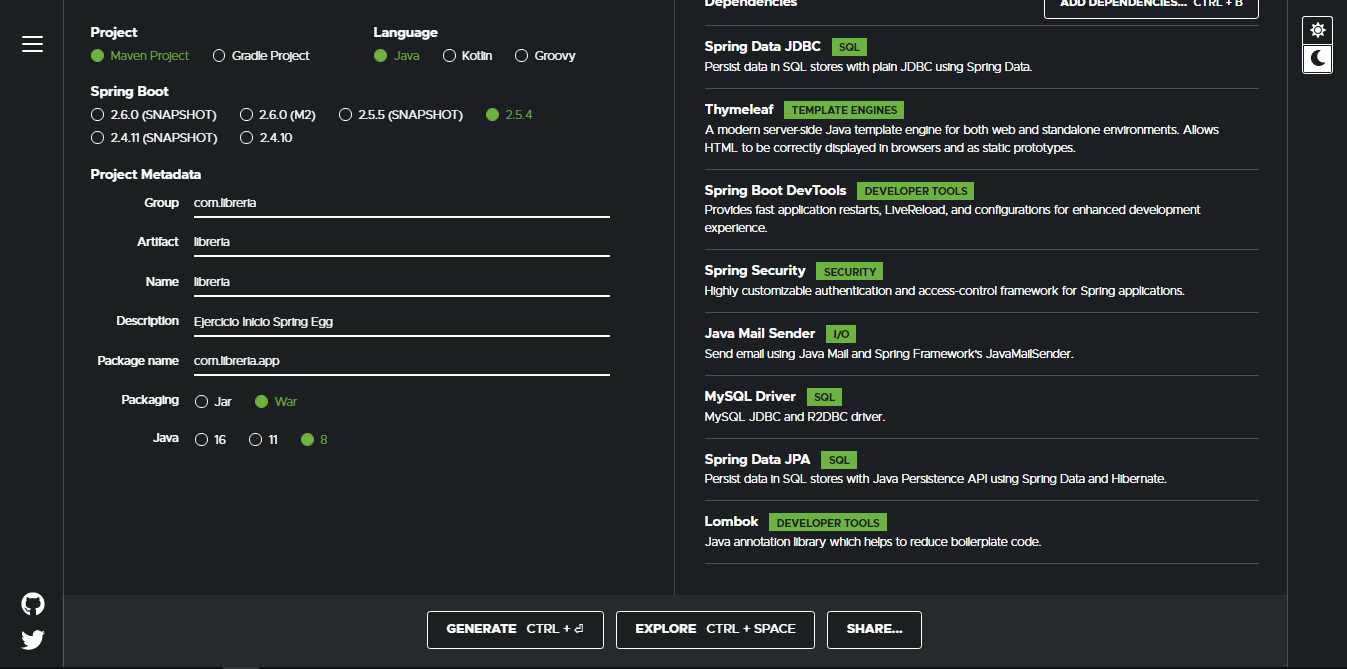 Project
Maven Project Gradle Project
Language
Java Kotlin Groovy
Spring Boot
2.6.0 (SNAPSHOT) 2.6.0 (M2) 2.5.5 (SNAPSHOT) 2.5.4
2.4.11 (SNAPSHOT) 2.4.10
Project Metadata
Group com.libreria
Artifact libreria
Name libreria
Description Ejercicio Inicio Spring Egg
Package name com.libreria.app
Packaging Jar War
Java 16 11 8
Dependencies
ADD DEPENDENCIES... CTRL + B
Spring Data JDBC SQL
Persist data in SQL stores with plain JDBC using Spring Data.
Thymeleaf TEMPLATE ENGINES
A modern server-side Java template engine for both web and standalone environments. Allows
HTML to be correctly displayed in browsers and as static prototypes.
Spring Boot DevTools DEVELOPER TOOLS
Provides fast application restarts, LiveReload, and configurations for enhanced development
experience.
Spring Security SECURITY
Highly customizable authentication and access-control framework for Spring applications.
Java Mail Sender I/O
Send email using Java Mail and Spring Framework's JavaMailSender.
MySQL Driver SQL
MySQL JDBC and R2DBC driver.
Spring Data JPA SQL
Persist data in SQL stores with Java Persistence API using Spring Data and Hibernate.
Lombok DEVELOPER TOOLS
Java annotation library which helps to reduce boilerplate code.
GENERATE CTRL + ⏎
EXPLORE CTRL + SPACE
SHARE...